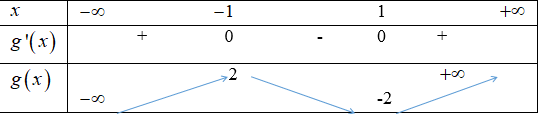 x −∞ −1 1 +∞
g'(x) + 0 - 0 +
g(x) 2 +∞
−∞ -2